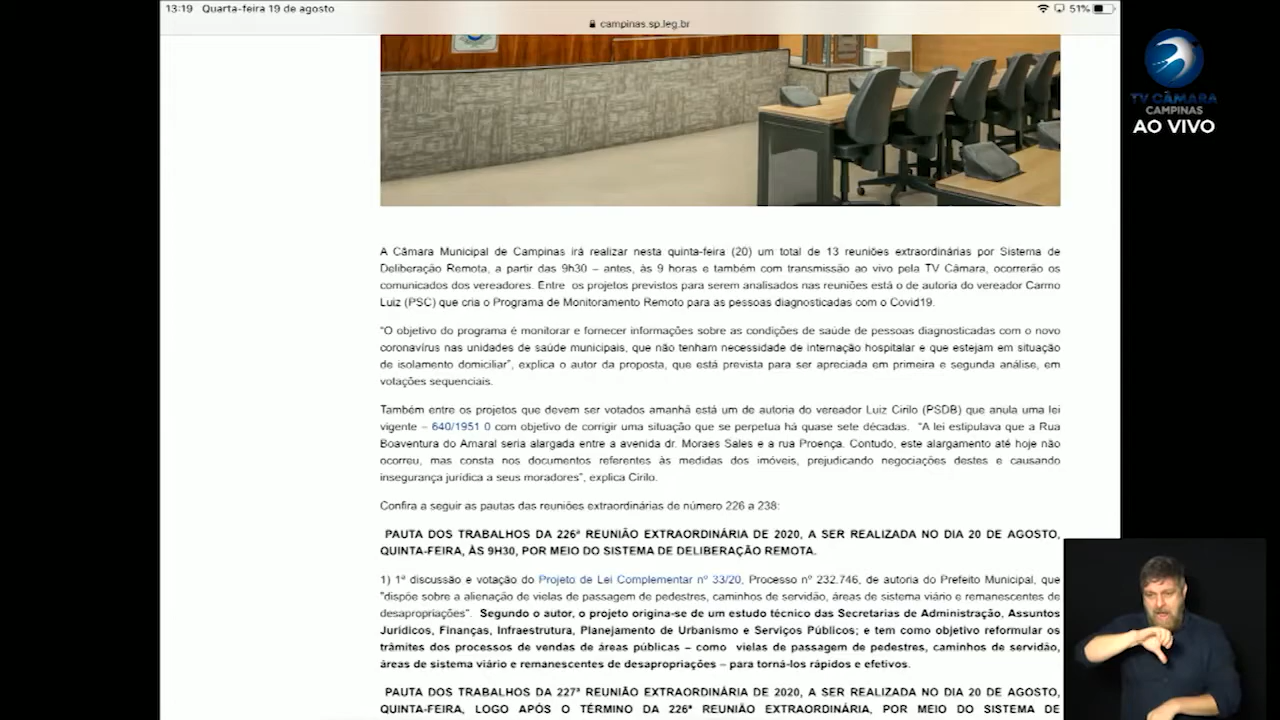 13:19 Quarta-feira 19 de agosto
51%
campinas.sp.leg.br
TV CÂMARA
CAMPINAS
AO VIVO
A Câmara Municipal de Campinas irá realizar nesta quinta-feira (20) um total de 13 reuniões extraordinárias por Sistema de
Deliberação Remota, a partir das 9h30 – antes, às 9 horas e também com transmissão ao vivo pela TV Câmara, ocorrerão os
comunicados dos vereadores. Entre os projetos previstos para serem analisados nas reuniões está o de autoria do vereador Carmo
Luiz (PSC) que cria o Programa de Monitoramento Remoto para as pessoas diagnosticadas com o Covid19.
“O objetivo do programa é monitorar e fornecer informações sobre as condições de saúde de pessoas diagnosticadas com o novo
coronavírus nas unidades de saúde municipais, que não tenham necessidade de internação hospitalar e que estejam em situação
de isolamento domiciliar”, explica o autor da proposta, que está prevista para ser apreciada em primeira e segunda análise, em
votações sequenciais.
Também entre os projetos que devem ser votados amanhã está um de autoria do vereador Luiz Cirilo (PSDB) que anula uma lei
vigente – 640/1951 0 com objetivo de corrigir uma situação que se perpetua há quase sete décadas. “A lei estipulava que a Rua
Boaventura do Amaral seria alargada entre a avenida dr. Moraes Sales e a rua Proença. Contudo, este alargamento até hoje não
ocorreu, mas consta nos documentos referentes às medidas dos imóveis, prejudicando negociações destes e causando
insegurança jurídica a seus moradores”, explica Cirilo.
Confira a seguir as pautas das reuniões extraordinárias de número 226 a 238:
PAUTA DOS TRABALHOS DA 226ª REUNIÃO EXTRAORDINÁRIA DE 2020, A SER REALIZADA NO DIA 20 DE AGOSTO,
QUINTA-FEIRA, ÀS 9H30, POR MEIO DO SISTEMA DE DELIBERAÇÃO REMOTA.
1) 1ª discussão e votação do Projeto de Lei Complementar nº 33/20, Processo nº 232.746, de autoria do Prefeito Municipal, que
“dispõe sobre a alienação de vielas de passagem de pedestres, caminhos de servidão, áreas de sistema viário e remanescentes de
desapropriações”. Segundo o autor, o projeto origina-se de um estudo técnico das Secretarias de Administração, Assuntos
Jurídicos, Finanças, Infraestrutura, Planejamento de Urbanismo e Serviços Públicos; e tem como objetivo reformular os
trâmites dos processos de vendas de áreas públicas – como vielas de passagem de pedestres, caminhos de servidão,
áreas de sistema viário e remanescentes de desapropriações – para torná-los rápidos e efetivos.
PAUTA DOS TRABALHOS DA 227ª REUNIÃO EXTRAORDINÁRIA DE 2020, A SER REALIZADA NO DIA 20 DE AGOSTO,
QUINTA-FEIRA, LOGO APÓS O TÉRMINO DA 226ª REUNIÃO EXTRAORDINÁRIA, POR MEIO DO SISTEMA DE